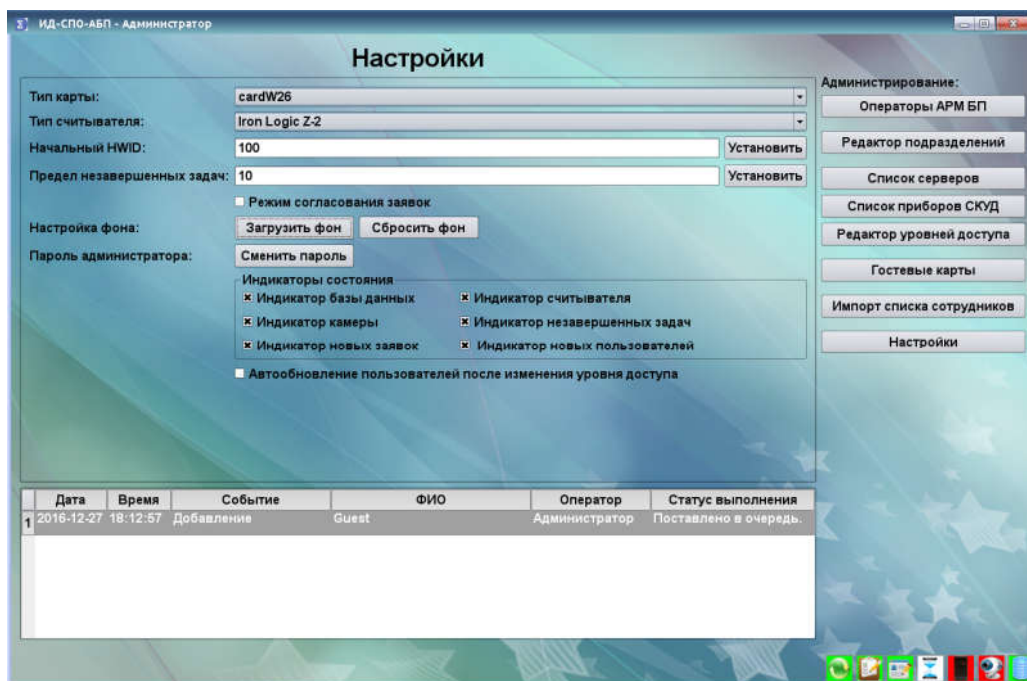 ИД-СПО-АБП - Администратор
Настройки
Тип карты: cardW26
Тип считывателя: Iron Logic Z-2
Начальный HWID: 100 Установить
Предел незавершенных задач: 10 Установить
Режим согласования заявок
Настройка фона: Загрузить фон Сбросить фон
Пароль администратора: Сменить пароль
Индикаторы состояния
Индикатор базы данных Индикатор считывателя
Индикатор камеры Индикатор незавершенных задач
Индикатор новых заявок Индикатор новых пользователей
Автообновление пользователей после изменения уровня доступа
Администрирование:
Операторы АРМ БП
Редактор подразделений
Список серверов
Список приборов СКУД
Редактор уровней доступа
Гостевые карты
Импорт списка сотрудников
Настройки
Дата Время Событие ФИО Оператор Статус выполнения
1 2016-12-27 18:12:57 Добавление Guest Администратор Поставлено в очередь.